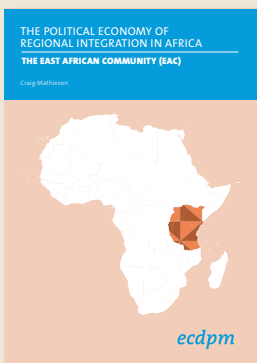 THE POLITICAL ECONOMY OF
REGIONAL INTEGRATION IN AFRICA
THE EAST AFRICAN COMMUNITY (EAC)
Craig Mathieson
ecdpm